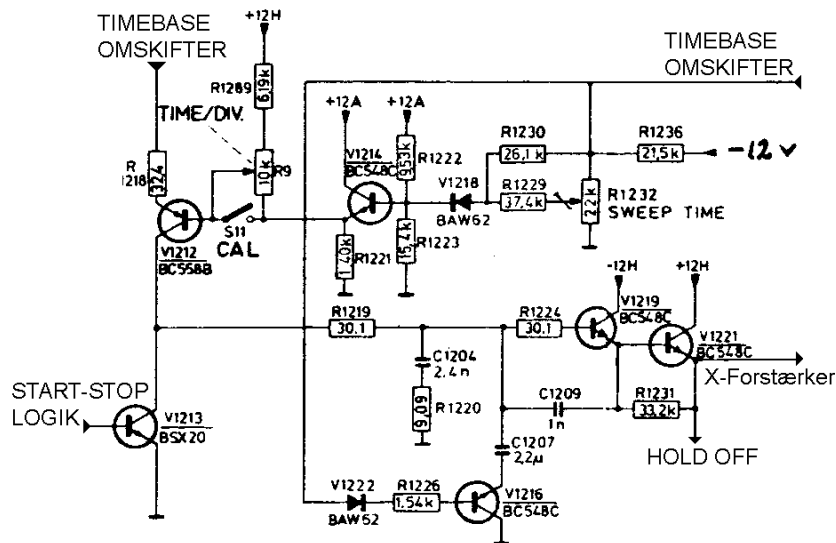 TIMEBASE
OMSKIFTER
+12H
TIMEBASE
OMSKIFTER
R1289
6,19k
TIME/DIV.
+12A
+12A
R1230
26,1k
R1236
21,5k
-12 v
R
1218
32,4
10k
R9
V1214
BC548C
9,53k
R1222
V1218
BAW62
R1229
37,4k
R1232
2,2k
SWEEP TIME
S11
CAL
V1212
BC558B
1,40k
R1221
15,4k
R1223
-12H
+12H
R1219
30,1
R1224
30,1
V1219
BC548C
V1221
BC548C
C1204
2,4n
X-Forstærker
START-STOP
LOGIK
V1213
BSX20
9,09
R1220
C1209
1n
R1231
33,2k
C1207
2,2µ
HOLD OFF
V1222
BAW62
R1226
1,54k
V1216
BC548C